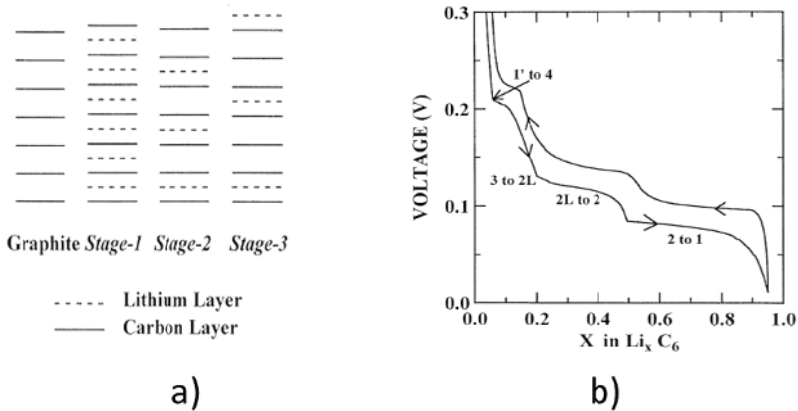 Graphite Stage-1 Stage-2 Stage-3
Lithium Layer
Carbon Layer
a)
VOLTAGE (V)
0.3
0.2
0.1
0.0
1' to 4
3 to 2L
2L to 2
2 to 1
0.0 0.2 0.4 0.6 0.8 1.0
X in LiₓC₆
b)